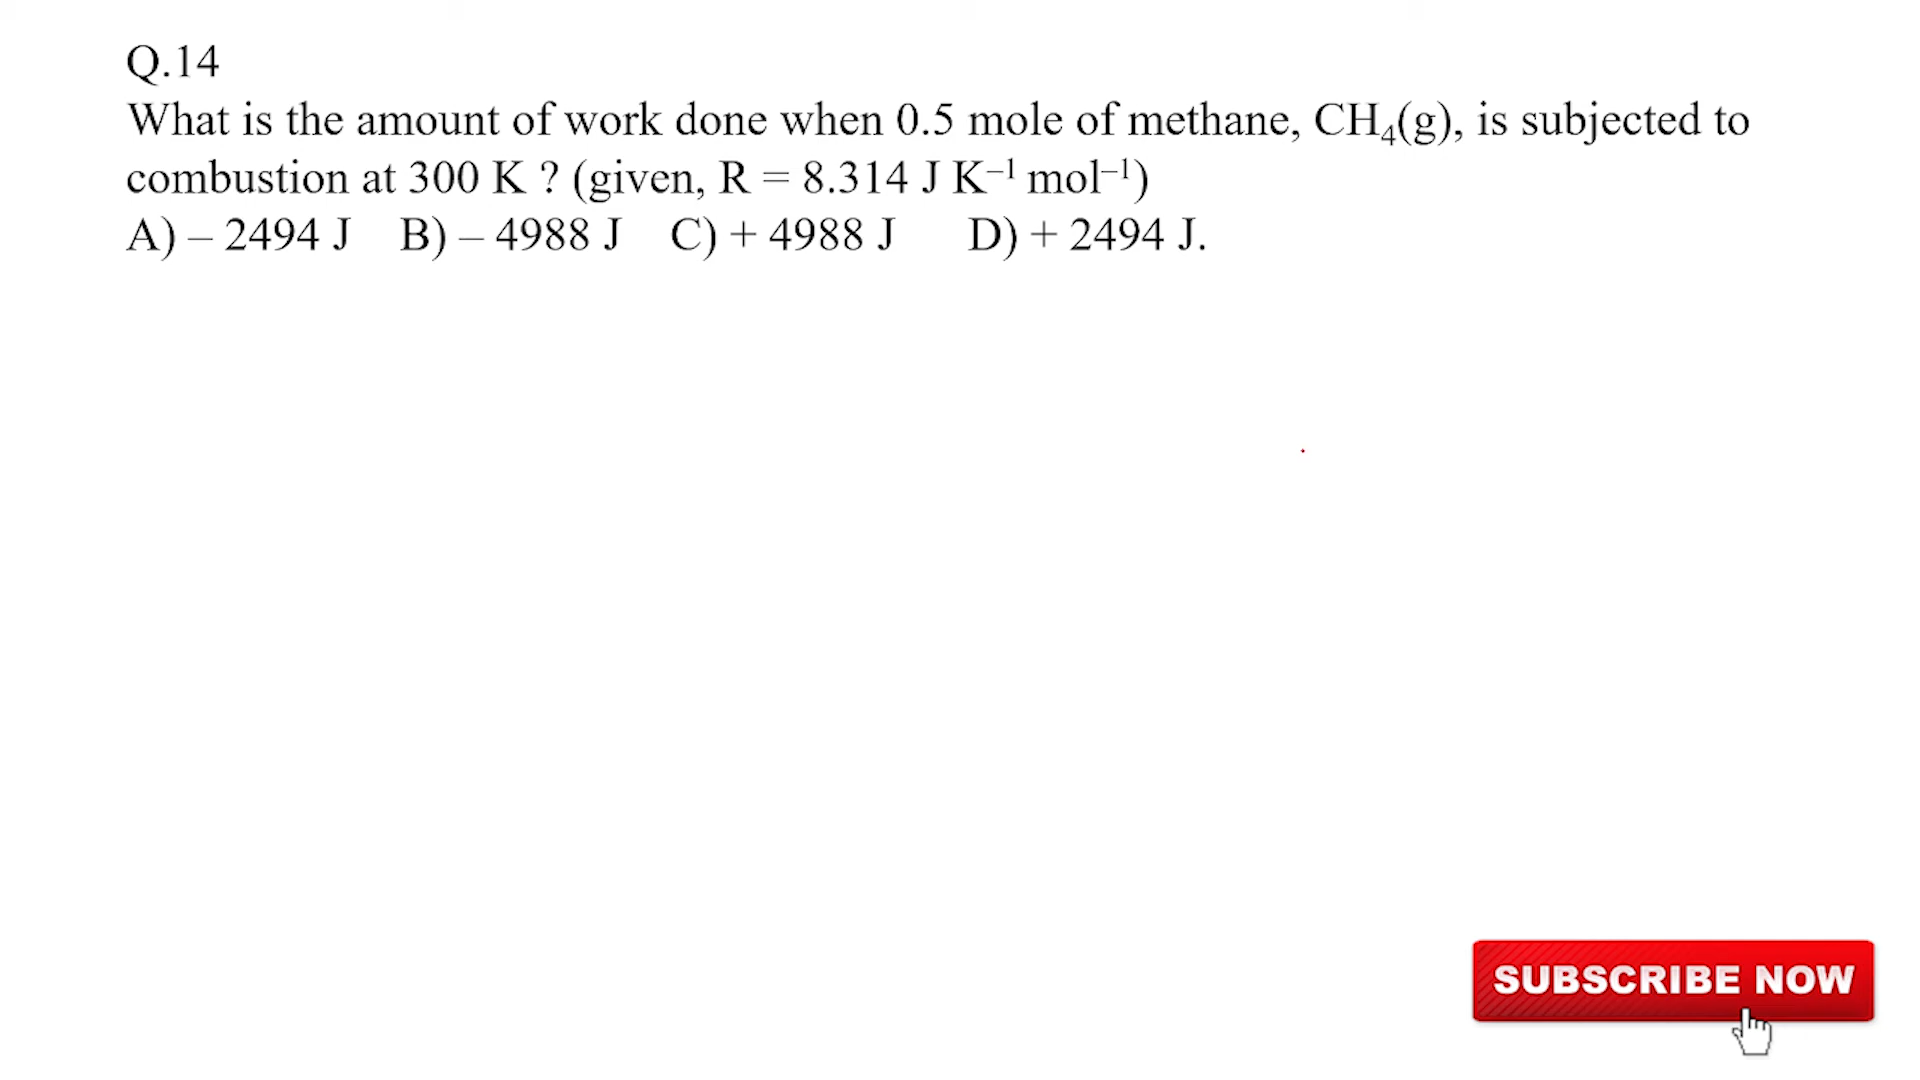 Q.14
What is the amount of work done when 0.5 mole of methane, CH₄(g), is subjected to
combustion at 300 K ? (given, R = 8.314 J K⁻¹ mol⁻¹)
A) – 2494 J B) – 4988 J C) + 4988 J D) + 2494 J.
SUBSCRIBE NOW